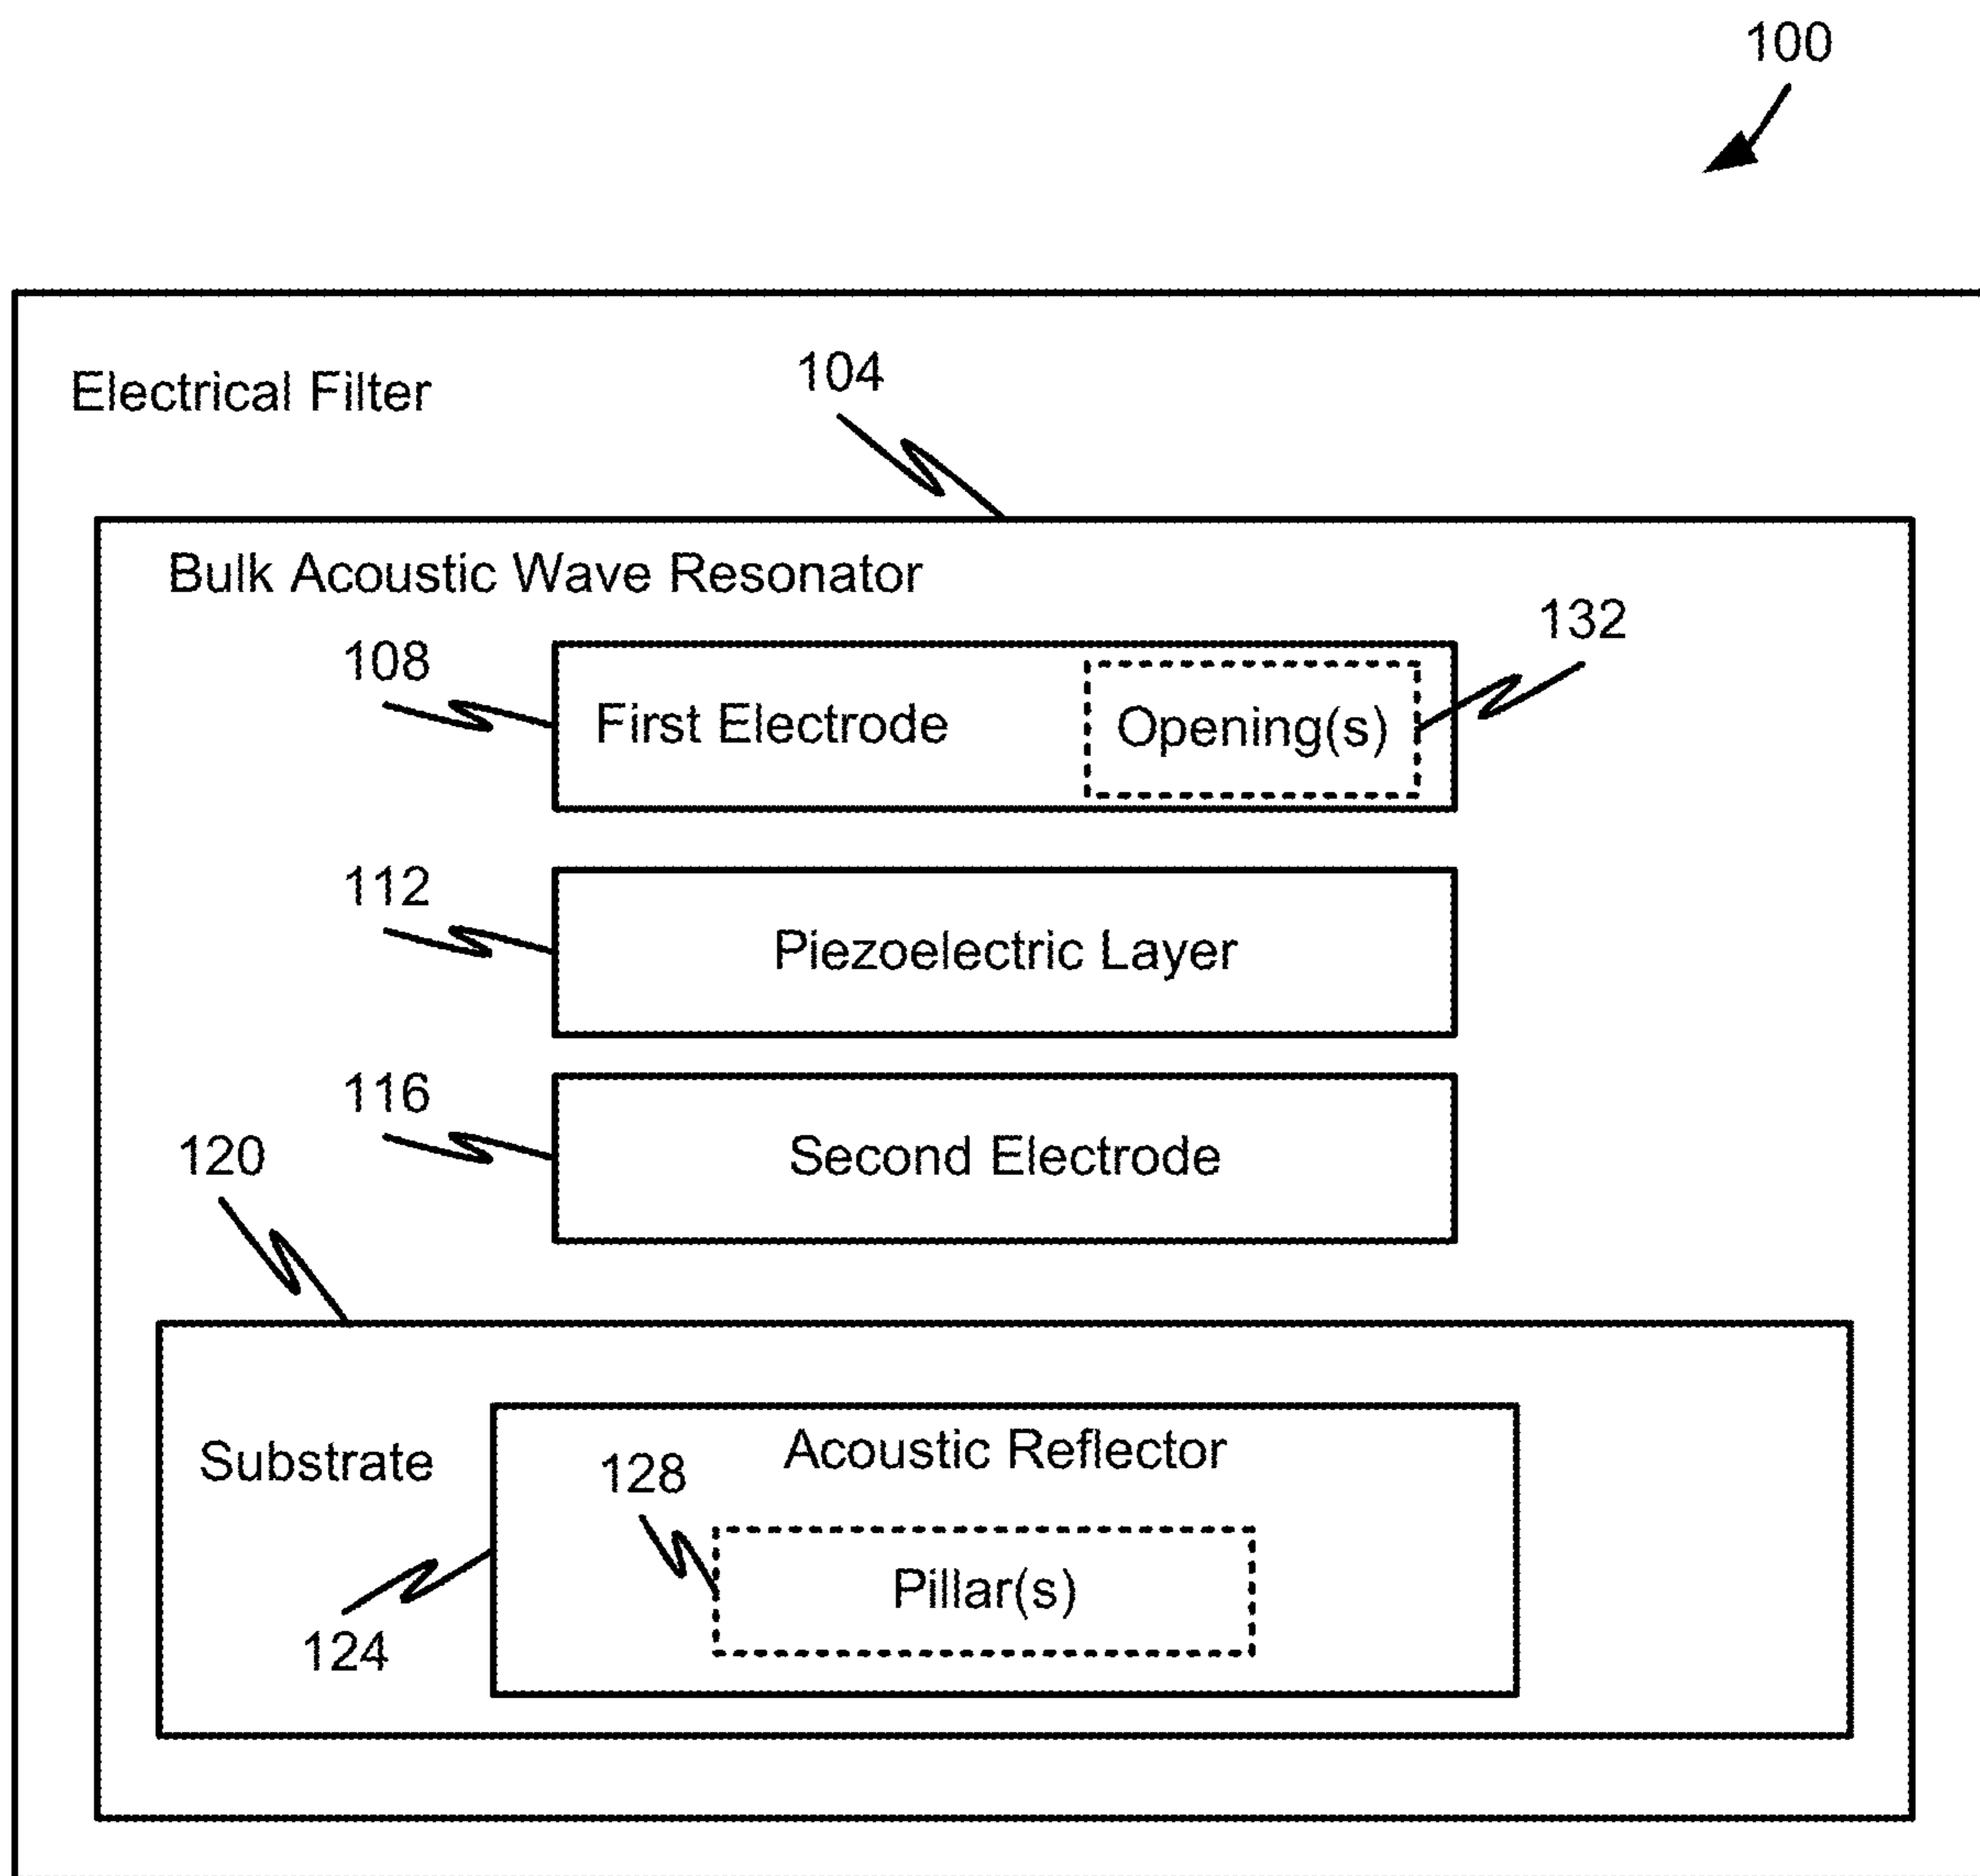 100
Electrical Filter
104
Bulk Acoustic Wave Resonator
132
108
First Electrode
Opening(s)
112
Piezoelectric Layer
116
Second Electrode
120
Substrate
Acoustic Reflector
128
Pillar(s)
124